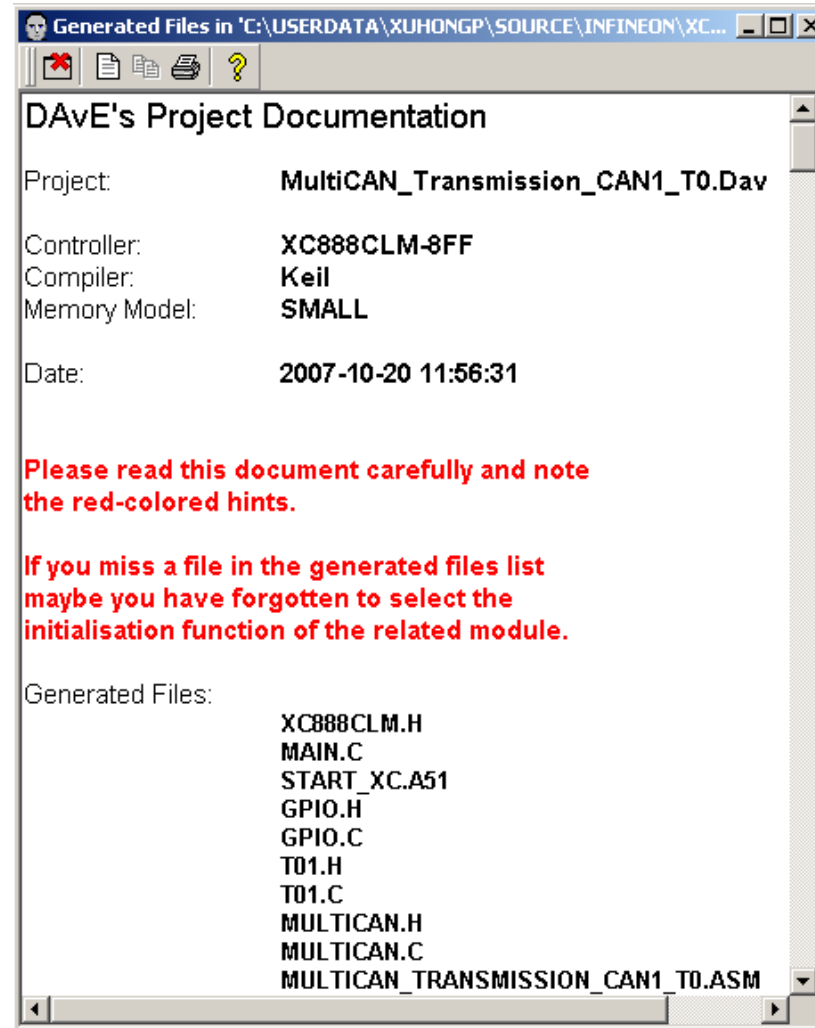 Generated Files in 'C:\USERDATA\XUHONGP\SOURCE\INFINEON\XC...
DAvE's Project Documentation
Project: MultiCAN_Transmission_CAN1_T0.Dav
Controller: XC888CLM-8FF
Compiler: Keil
Memory Model: SMALL
Date: 2007-10-20 11:56:31
Please read this document carefully and note
the red-colored hints.
If you miss a file in the generated files list
maybe you have forgotten to select the
initialisation function of the related module.
Generated Files:
XC888CLM.H
MAIN.C
START_XC.A51
GPIO.H
GPIO.C
T01.H
T01.C
MULTICAN.H
MULTICAN.C
MULTICAN_TRANSMISSION_CAN1_T0.ASM